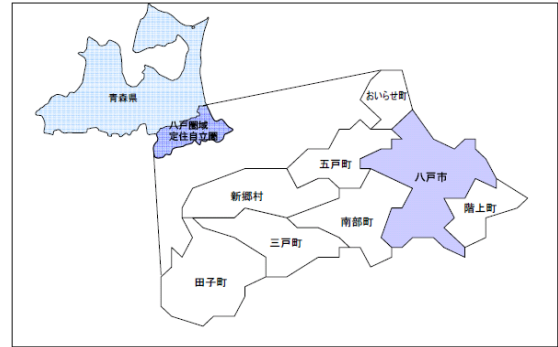 青森県
八戸圏域
定住自立圏
おいらせ町
五戸町
八戸市
新郷村
階上町
南部町
三戸町
田子町